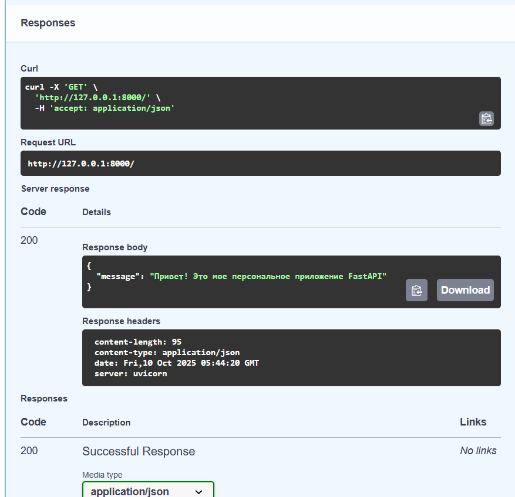 Responses
Curl
curl -X 'GET' \
'http://127.0.0.1:8000/' \
-H 'accept: application/json'
Request URL
http://127.0.0.1:8000/
Server response
Code Details
200
Response body
{
"message": "Привет! Это мое персональное приложение FastAPI"
}
Download
Response headers
content-length: 95
content-type: application/json
date: Fri,10 Oct 2025 05:44:20 GMT
server: uvicorn
Responses
Code Description Links
200 Successful Response No links
Media type
application/json